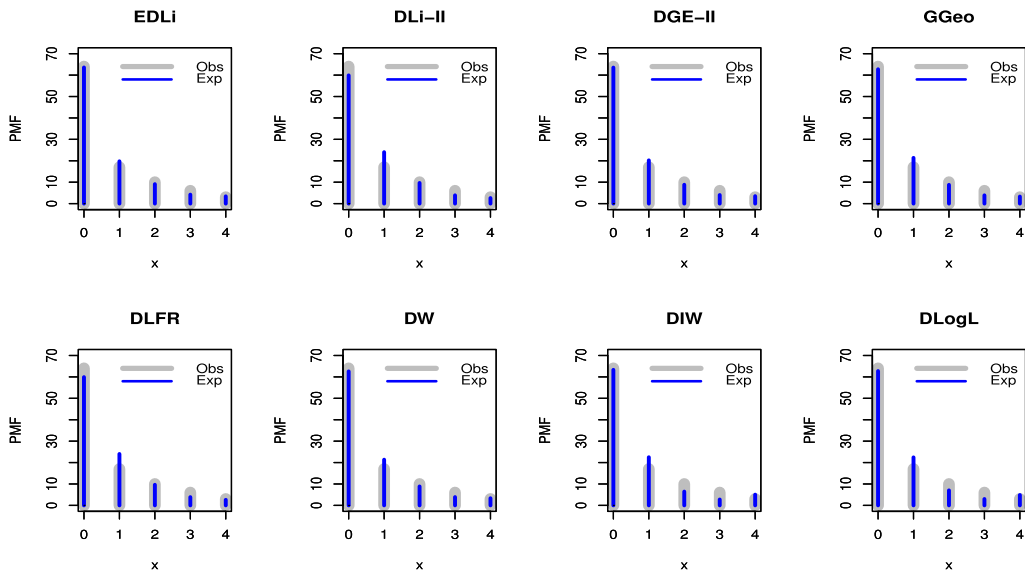 EDLi DLi-II DGE-II GGeo
70 Obs 70 Obs 70 Obs 70 Obs
Exp Exp Exp Exp
50 50 50 50
PMF PMF PMF PMF
30 30 30 30
10 10 10 10
0 0 0 0
0 1 2 3 4 0 1 2 3 4 0 1 2 3 4 0 1 2 3 4
x x x x
DLFR DW DIW DLogL
70 Obs 70 Obs 70 Obs 70 Obs
Exp Exp Exp Exp
50 50 50 50
PMF PMF PMF PMF
30 30 30 30
10 10 10 10
0 0 0 0
0 1 2 3 4 0 1 2 3 4 0 1 2 3 4 0 1 2 3 4
x x x x